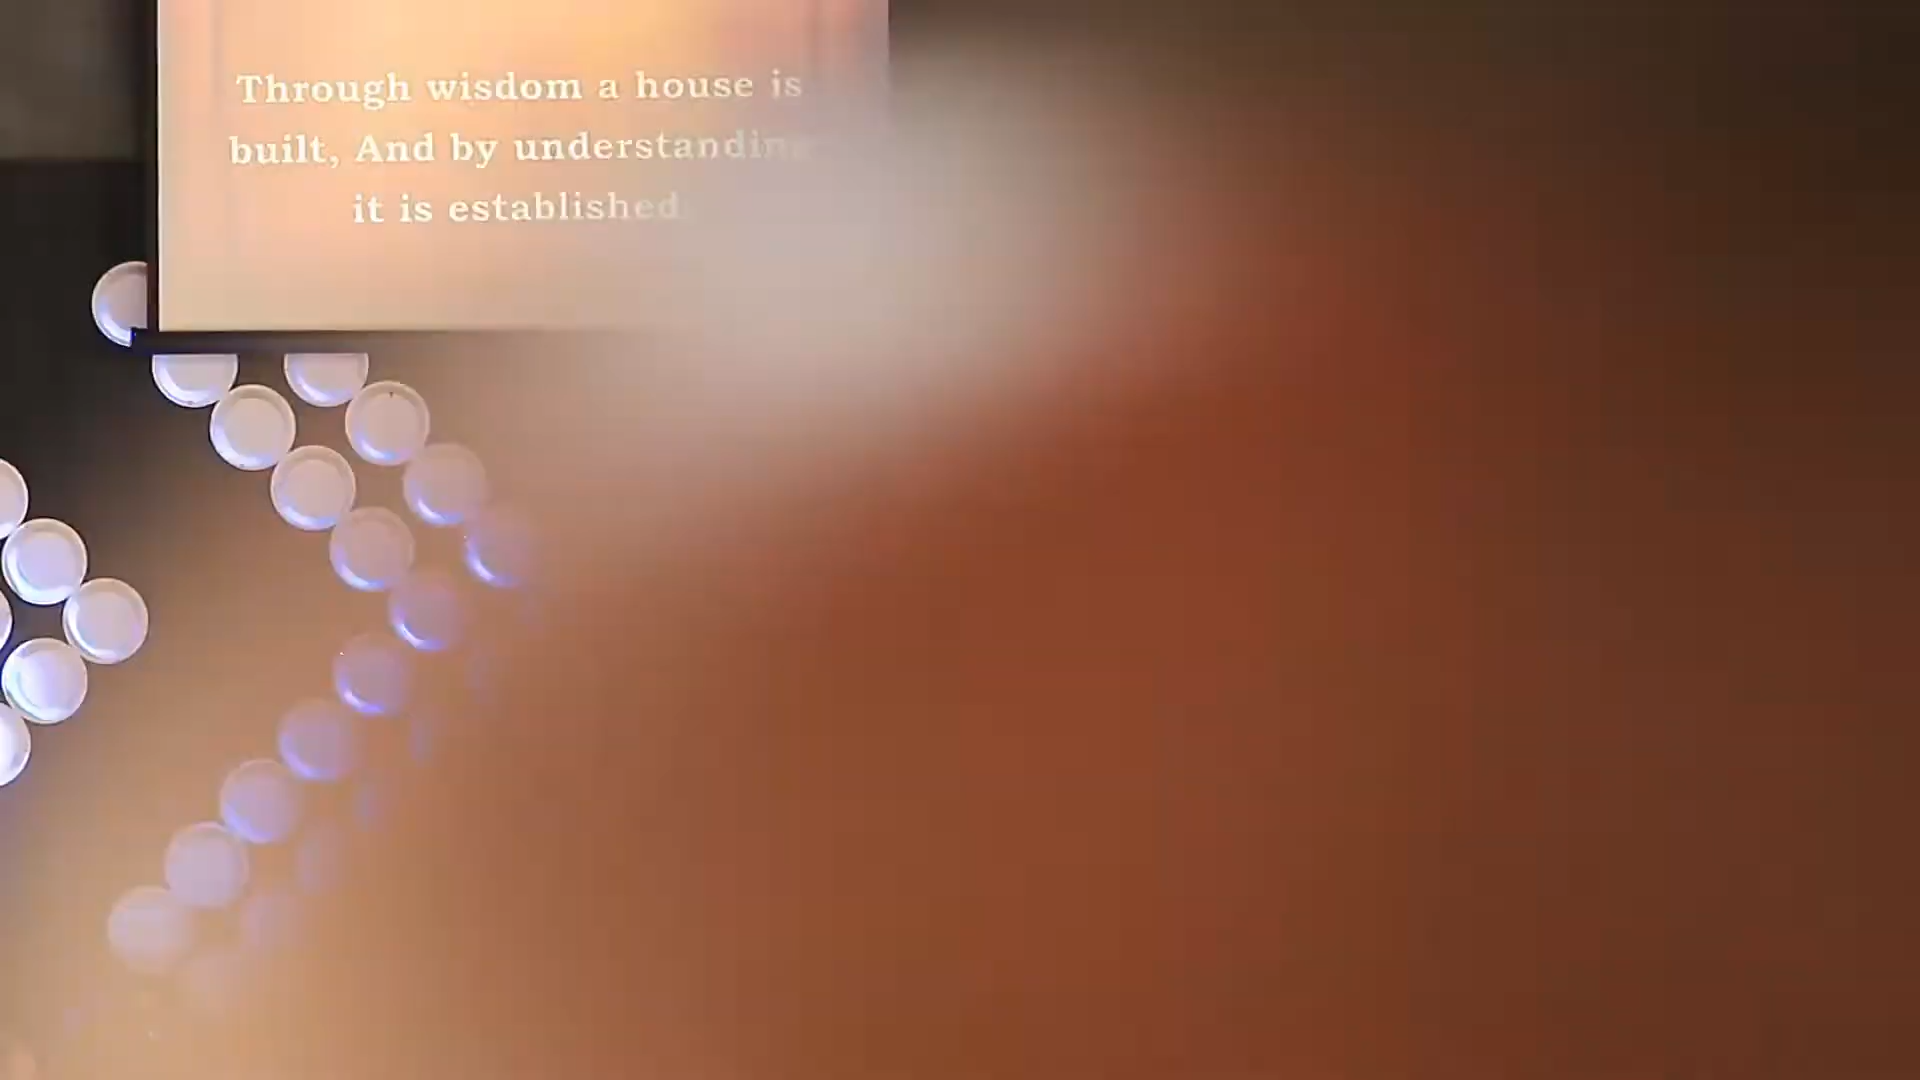 Through wisdom a house is
built, And by understanding
it is established